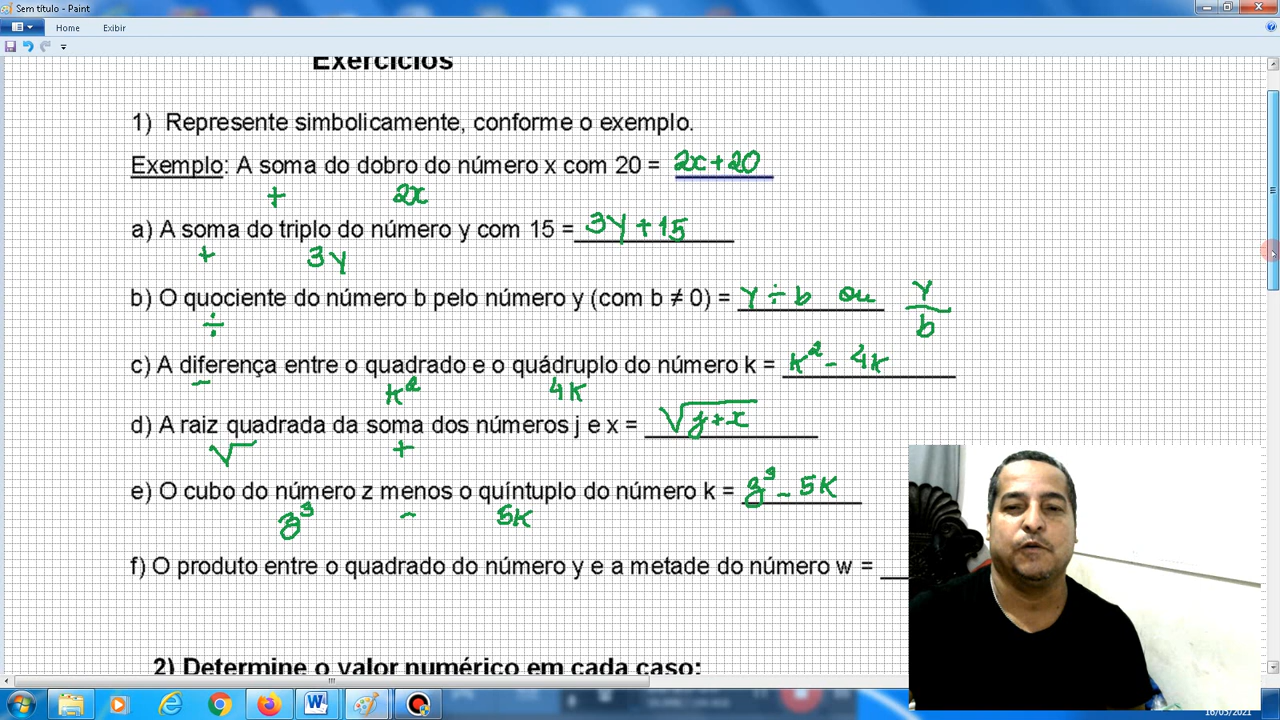 Sem título - Paint
Home Exibir
Exercícios
1) Represente simbolicamente, conforme o exemplo.
Exemplo: A soma do dobro do número x com 20 = 2x+20
+ 2x
a) A soma do triplo do número y com 15 = 3y+15
+ 3y
b) O quociente do número b pelo número y (com b ≠ 0) = y ÷ b ou y/b
÷
c) A diferença entre o quadrado e o quádruplo do número k = k² - 4k
- k² 4k
d) A raiz quadrada da soma dos números j e x = √j+x
√ +
e) O cubo do número z menos o quíntuplo do número k = z³ - 5k
z³ - 5k
f) O produto entre o quadrado do número y e a metade do número w =
2) Determine o valor numérico em cada caso:
16/05/2021